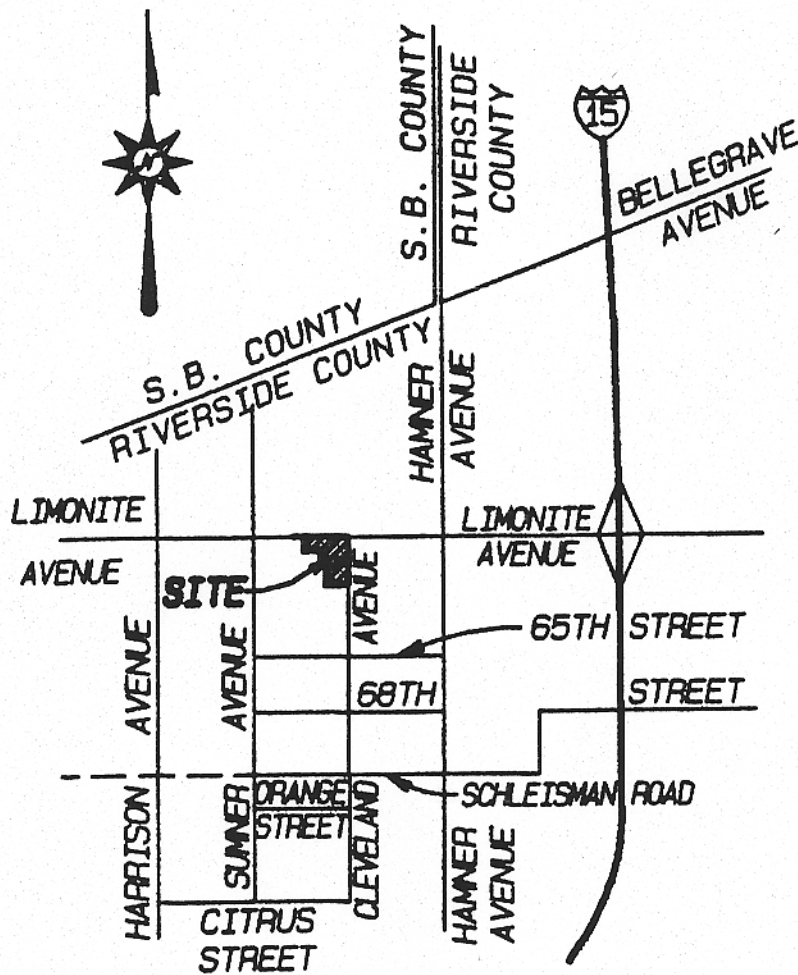 S.B. COUNTY
RIVERSIDE
COUNTY
15
BELLEGRAVE
AVENUE
N
S.B. COUNTY
RIVERSIDE COUNTY
HAMNER
AVENUE
LIMONITE
AVENUE
LIMONITE
AVENUE
SITE
AVENUE
65TH STREET
AVENUE
AVENUE
68TH
STREET
ORANGE
STREET
SCHLEISMAN ROAD
HARRISON
SUMNER
CLEVELAND
HAMNER
AVENUE
CITRUS
STREET